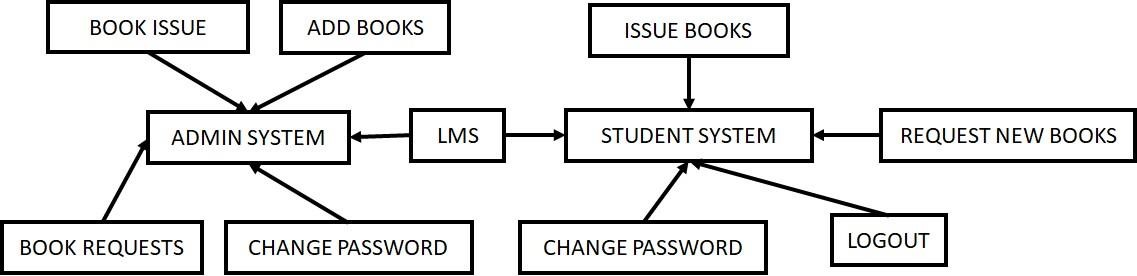 BOOK ISSUE
ADD BOOKS
ISSUE BOOKS
ADMIN SYSTEM
LMS
STUDENT SYSTEM
REQUEST NEW BOOKS
BOOK REQUESTS
CHANGE PASSWORD
CHANGE PASSWORD
LOGOUT